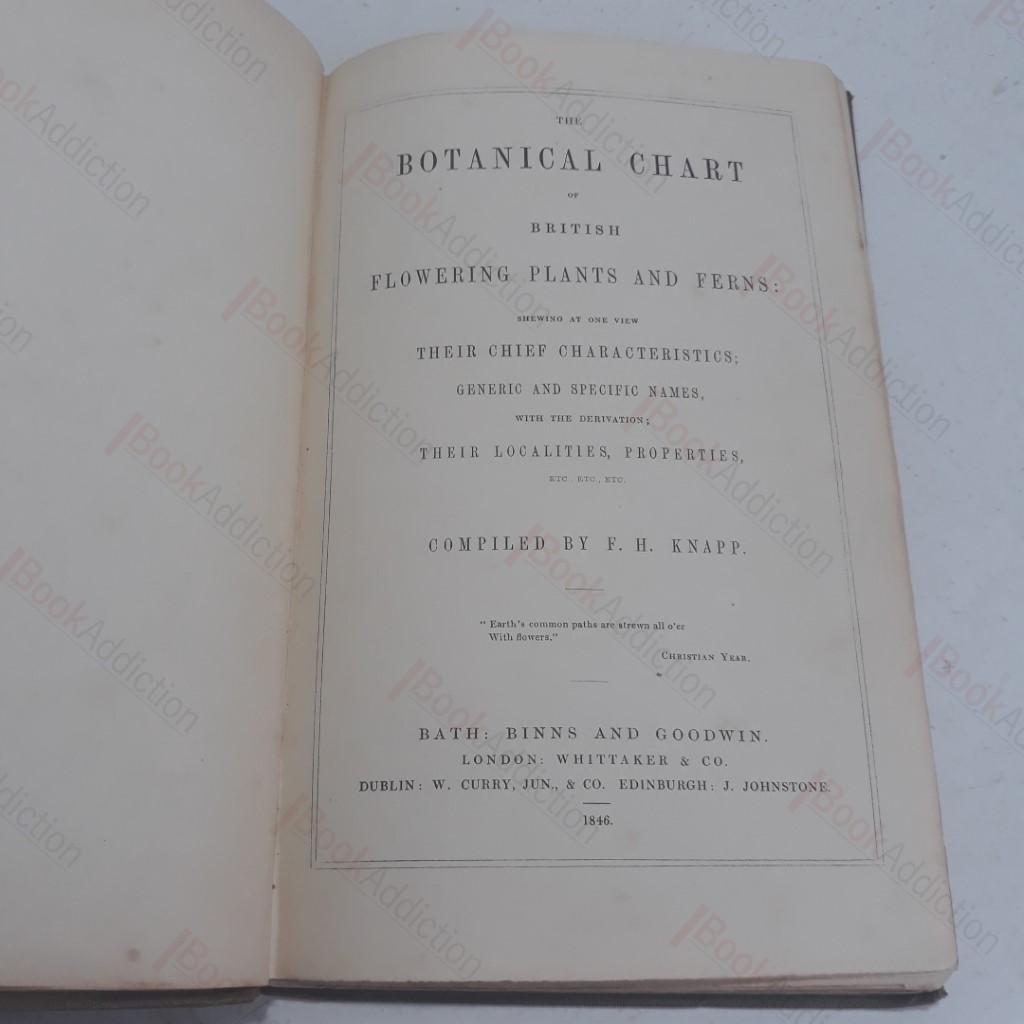 THE
BOTANICAL CHART
OF
BRITISH
FLOWERING PLANTS AND FERNS:
SHEWING AT ONE VIEW
THEIR CHIEF CHARACTERISTICS;
GENERIC AND SPECIFIC NAMES,
WITH THE DERIVATION;
THEIR LOCALITIES, PROPERTIES,
ETC., ETC., ETC.
COMPILED BY F. H. KNAPP.
" Earth's common paths are strewn all o'er
With flowers."
CHRISTIAN YEAR.
BATH: BINNS AND GOODWIN.
LONDON: WHITTAKER & CO.
DUBLIN: W. CURRY, JUN., & CO. EDINBURGH: J. JOHNSTONE.
1846.
BookAddiction